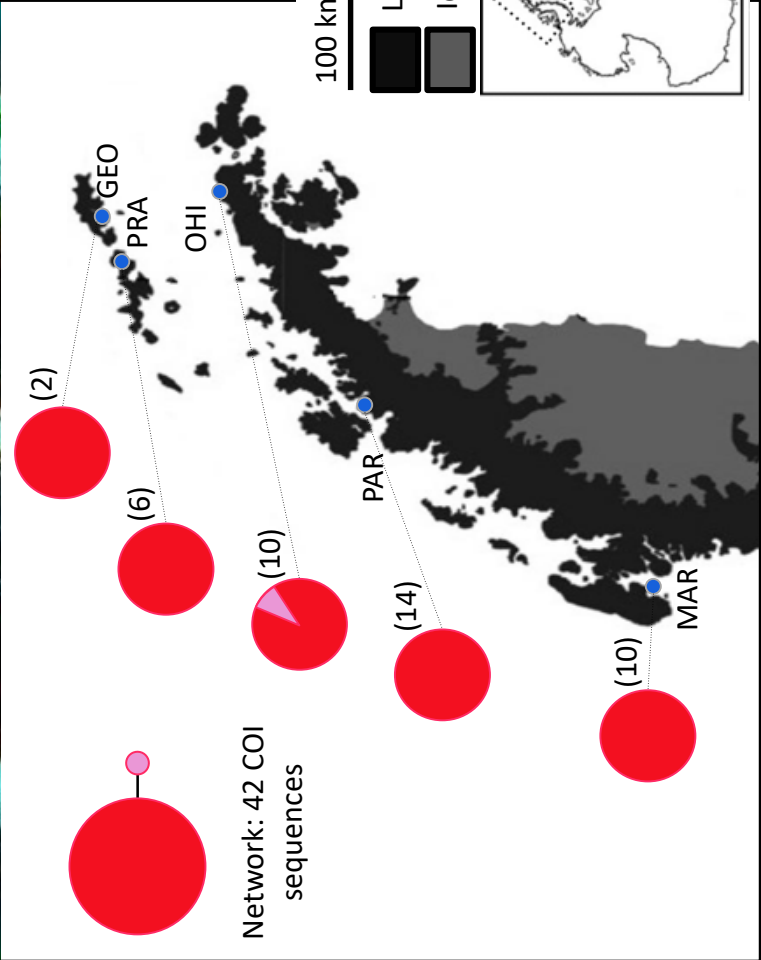 Network: 42 COI
sequences
(2)
(6)
(10)
(14)
(10)
GEO
PRA
OHI
PAR
MAR
100 km